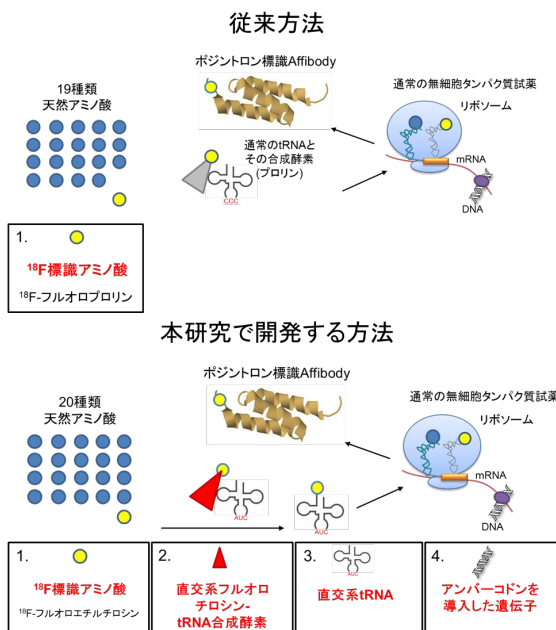 従来方法
ポジントロン標識Affibody
19種類
天然アミノ酸
通常の無細胞タンパク質試薬
リボソーム
通常のtRNAと
その合成酵素
(プロリン)
mRNA
CCC
DNA
1.
18F標識アミノ酸
18F-フルオロプロリン
本研究で開発する方法
ポジントロン標識Affibody
20種類
天然アミノ酸
通常の無細胞タンパク質試薬
リボソーム
mRNA
AUC
AUC
DNA
1.
18F標識アミノ酸
18F-フルオロエチルチロシン
2.
直交系フルオロ
チロシン-
tRNA合成酵素
3.
AUC
直交系tRNA
4.
アンバーコドンを
導入した遺伝子